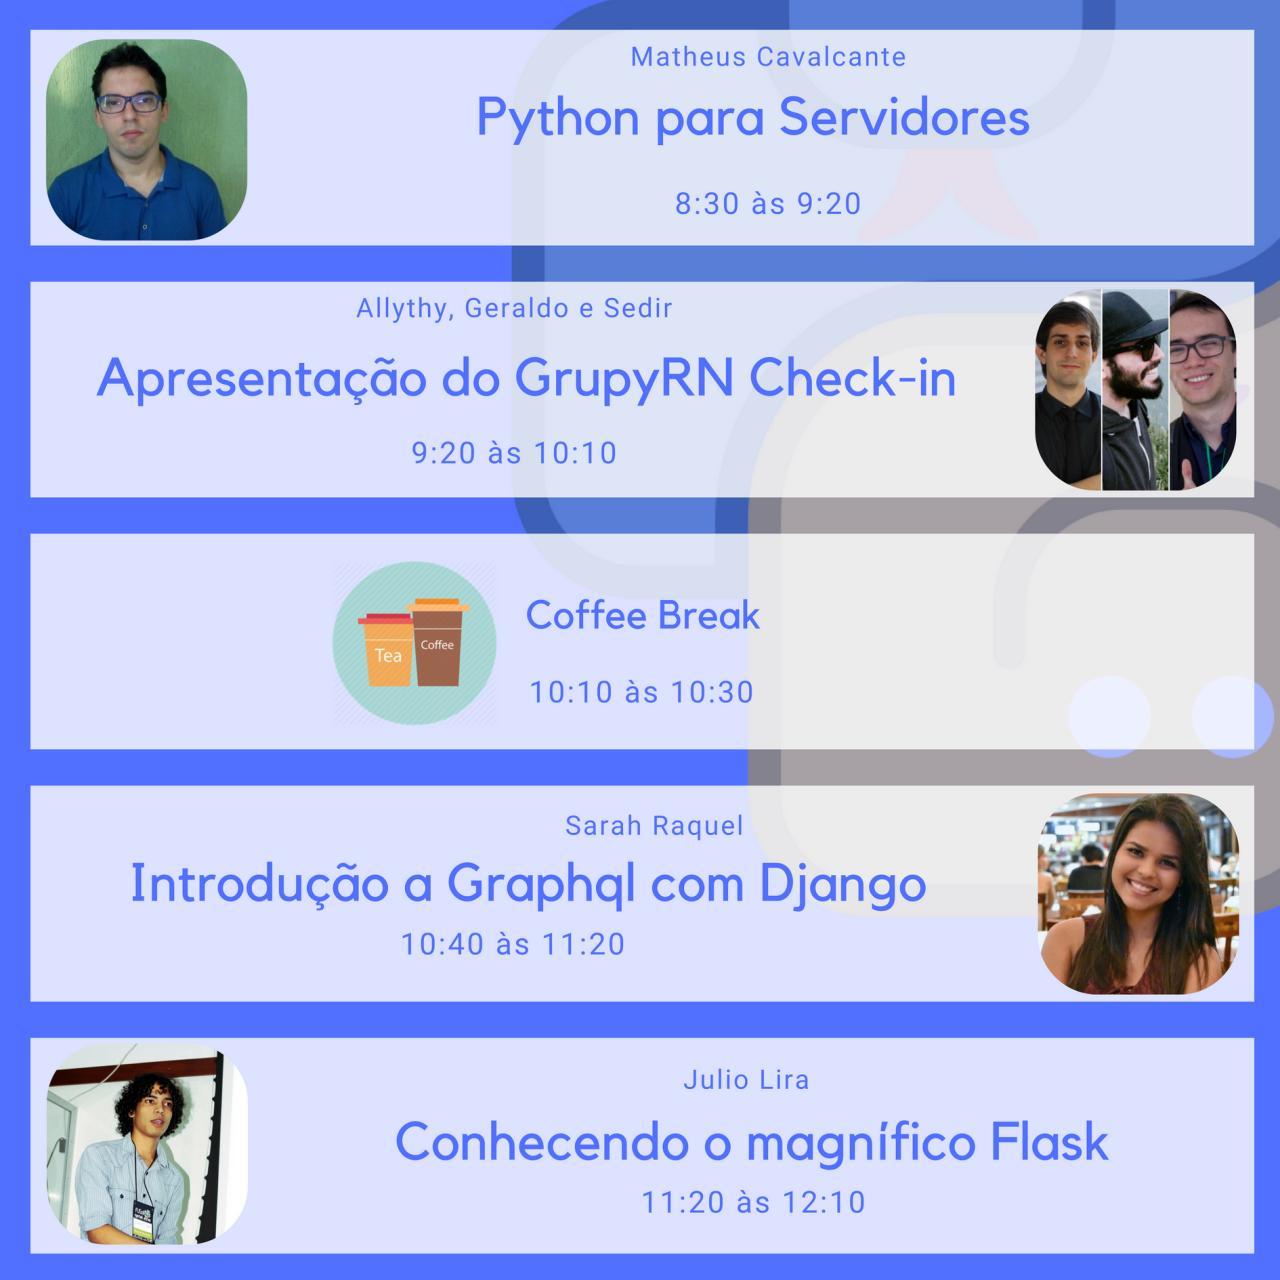 Matheus Cavalcante
Python para Servidores
8:30 às 9:20
Allythy, Geraldo e Sedir
Apresentação do GrupyRN Check-in
9:20 às 10:10
Tea
Coffee
Coffee Break
10:10 às 10:30
Sarah Raquel
Introdução a Graphql com Django
10:40 às 11:20
Julio Lira
Conhecendo o magnífico Flask
11:20 às 12:10